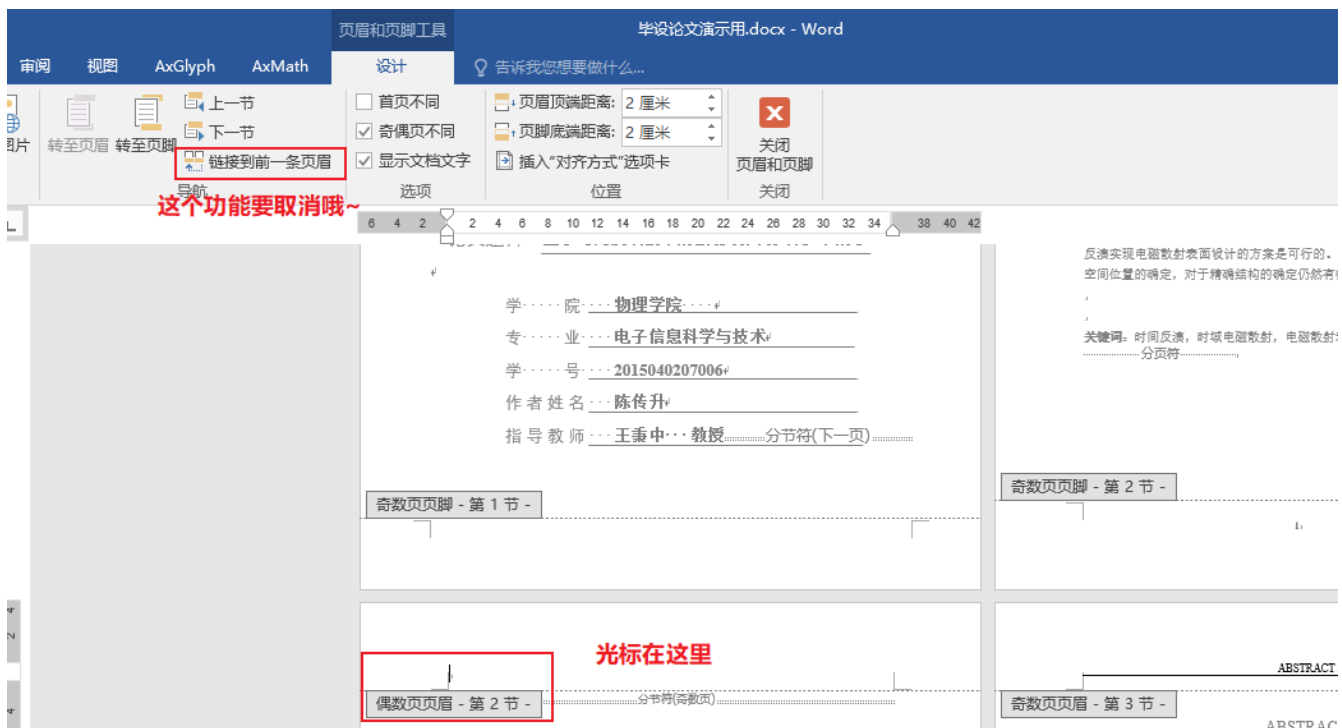 页眉和页脚工具
毕设论文演示用.docx - Word
审阅 视图 AxGlyph AxMath 设计 告诉我您想要做什么...
上一节 首页不同 页眉顶端距离: 2 厘米
图片 转至页眉 转至页脚 下一节 奇偶页不同 页脚底端距离: 2 厘米 关闭
链接到前一条页眉 显示文档文字 插入“对齐方式”选项卡 页眉和页脚
导航 选项 位置 关闭
这个功能要取消哦~
6 4 2 2 4 6 8 10 12 14 16 18 20 22 24 26 28 30 32 34 38 40 42
反演实现电磁散射表面设计的方案是可行的。
空间位置的确定，对于精确结构的确定仍然有
学·····院····物理学院····
专·····业····电子信息科学与技术
学·····号····2015040207006
作 者 姓 名···陈传升
指 导 教 师···王秉中···教授 分节符(下一页)
关键词：时间反演，时域电磁散射，电磁散射
分页符
奇数页页脚 - 第 1 节 -
奇数页页脚 - 第 2 节 -
光标在这里
ABSTRACT
偶数页页眉 - 第 2 节 -
分节符(奇数页)
奇数页页眉 - 第 3 节 -
4
2
4